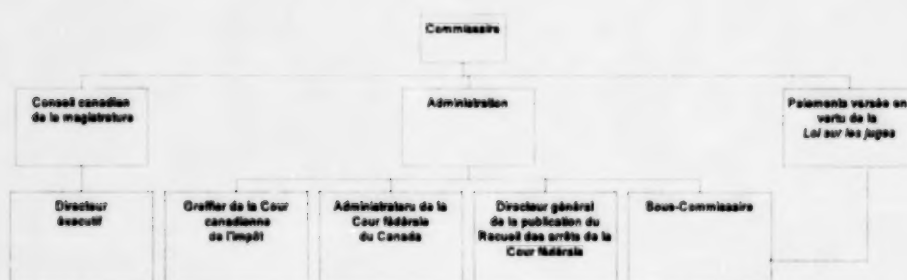 Commissaire
Conseil canadien
de la magistrature
Administration
Paiements versés en
vertu de la
Loi sur les juges
Directeur
éxecutif
Greffier de la Cour
canadienne
de l'impôt
Administrateru de la
Cour fédérale
du Canada
Directeur général
de la publication du
Recueil des arrêts de la
Cour fédérale
Sous-Commissaire